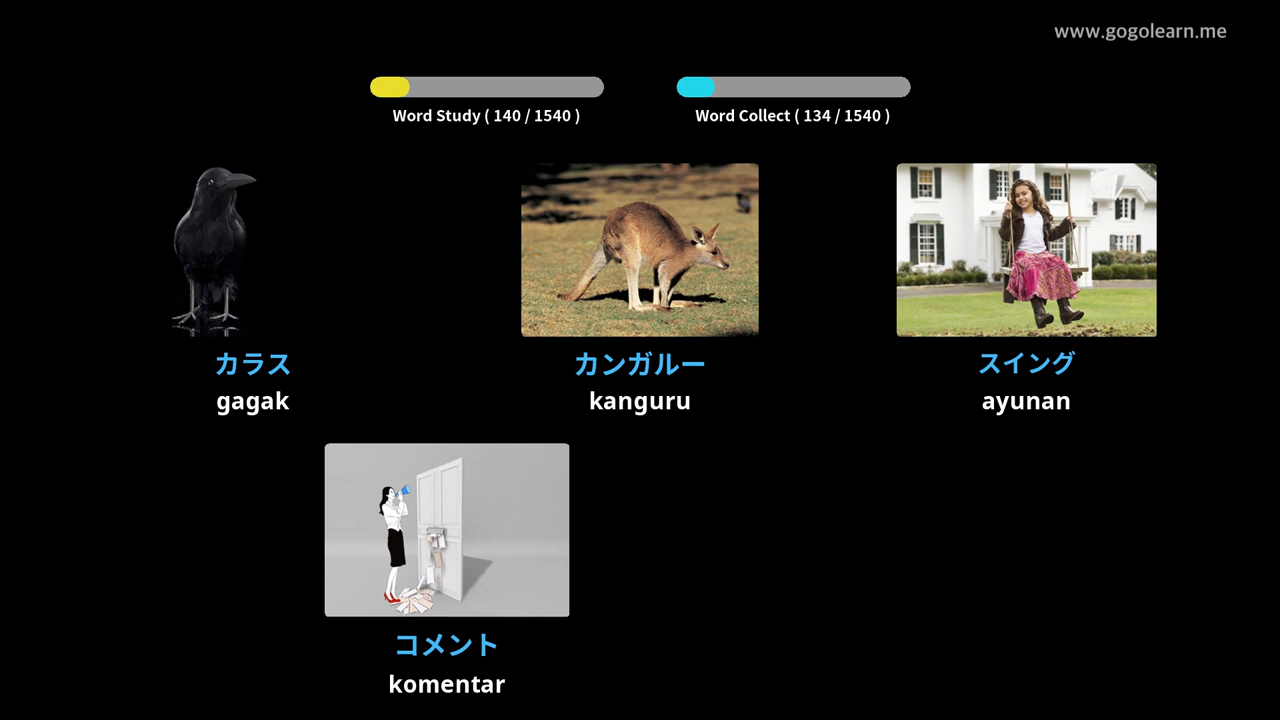 www.gogolearn.me
Word Study ( 140 / 1540 )
Word Collect ( 134 / 1540 )
カラス
gagak
カンガルー
kanguru
スイング
ayunan
コメント
komentar